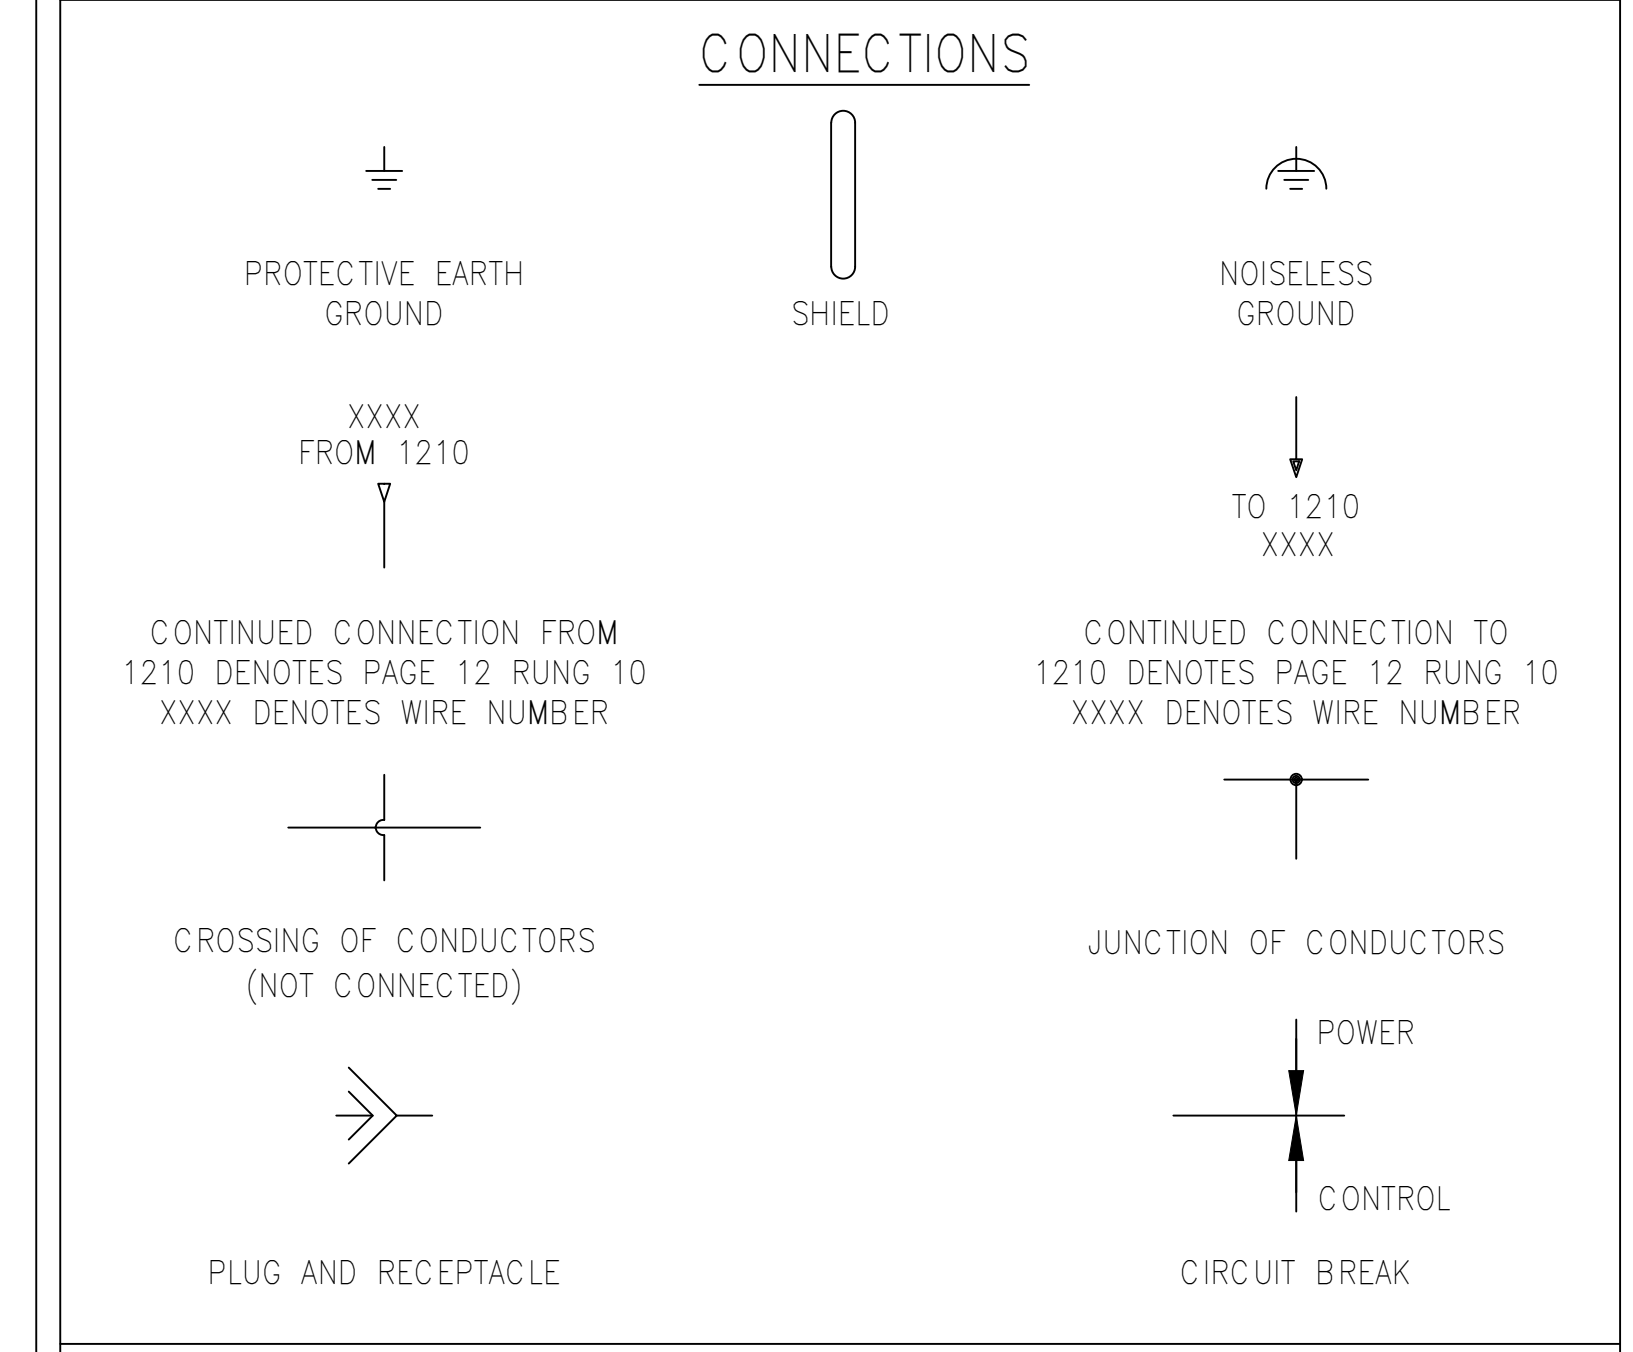 CONNECTIONS
PROTECTIVE EARTH
GROUND
SHIELD
NOISELESS
GROUND
XXXX
FROM 1210
TO 1210
XXXX
CONTINUED CONNECTION FROM
1210 DENOTES PAGE 12 RUNG 10
XXXX DENOTES WIRE NUMBER
CONTINUED CONNECTION TO
1210 DENOTES PAGE 12 RUNG 10
XXXX DENOTES WIRE NUMBER
CROSSING OF CONDUCTORS
(NOT CONNECTED)
JUNCTION OF CONDUCTORS
PLUG AND RECEPTACLE
POWER
CONTROL
CIRCUIT BREAK